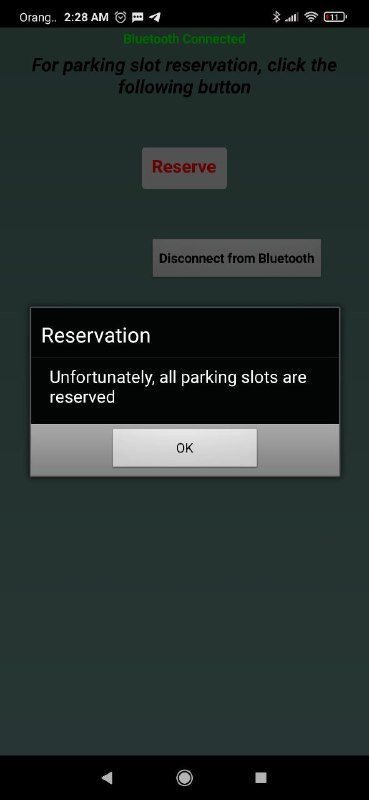 Orang.. 2:28 AM 11
Bluetooth Connected
For parking slot reservation, click the
following button
Reserve
Disconnect from Bluetooth
Reservation
Unfortunately, all parking slots are
reserved
OK